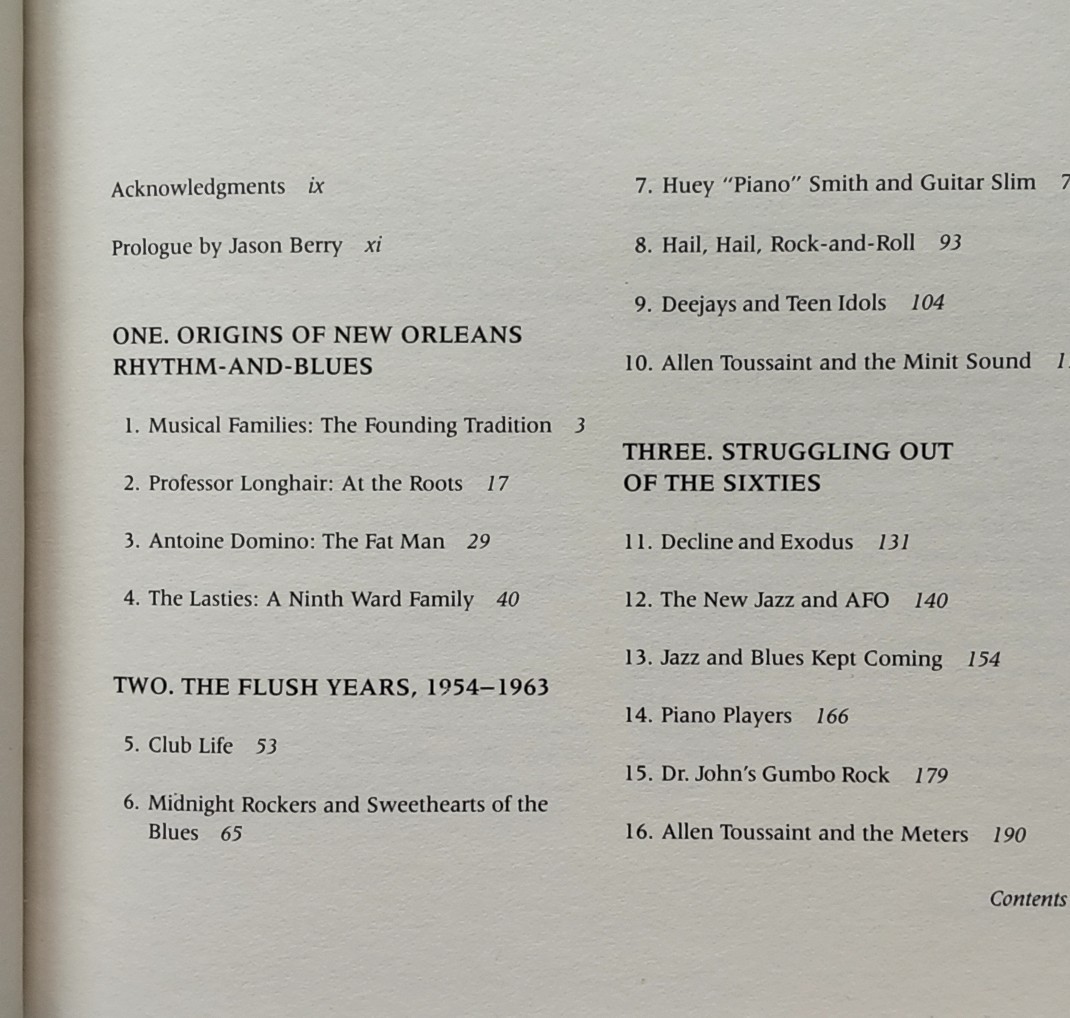 Acknowledgments ix
Prologue by Jason Berry xi
ONE. ORIGINS OF NEW ORLEANS
RHYTHM-AND-BLUES
1. Musical Families: The Founding Tradition 3
2. Professor Longhair: At the Roots 17
3. Antoine Domino: The Fat Man 29
4. The Lasties: A Ninth Ward Family 40
TWO. THE FLUSH YEARS, 1954–1963
5. Club Life 53
6. Midnight Rockers and Sweethearts of the
Blues 65
7. Huey “Piano” Smith and Guitar Slim
8. Hail, Hail, Rock-and-Roll 93
9. Deejays and Teen Idols 104
10. Allen Toussaint and the Minit Sound
THREE. STRUGGLING OUT
OF THE SIXTIES
11. Decline and Exodus 131
12. The New Jazz and AFO 140
13. Jazz and Blues Kept Coming 154
14. Piano Players 166
15. Dr. John’s Gumbo Rock 179
16. Allen Toussaint and the Meters 190
Contents